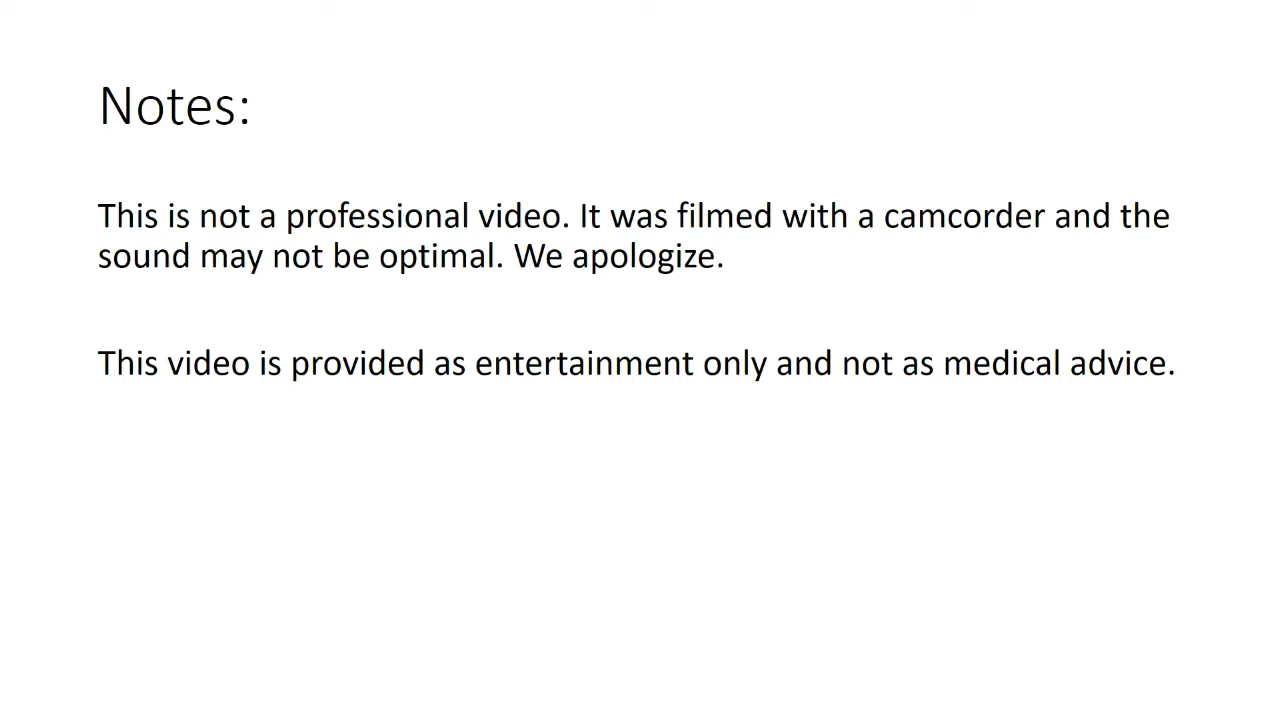 Notes:
This is not a professional video. It was filmed with a camcorder and the
sound may not be optimal. We apologize.
This video is provided as entertainment only and not as medical advice.